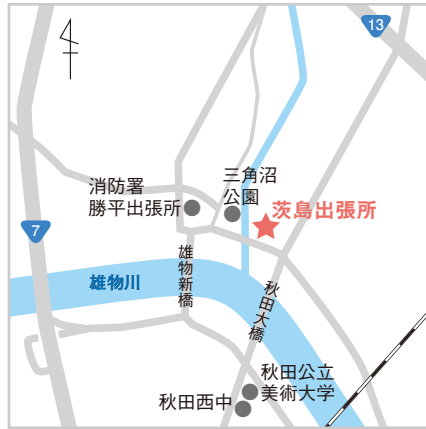 13
三角沼
公園
消防署
勝平出張所
茨島出張所
7
雄物新橋
雄物川
秋田大橋
秋田公立
美術大学
秋田西中